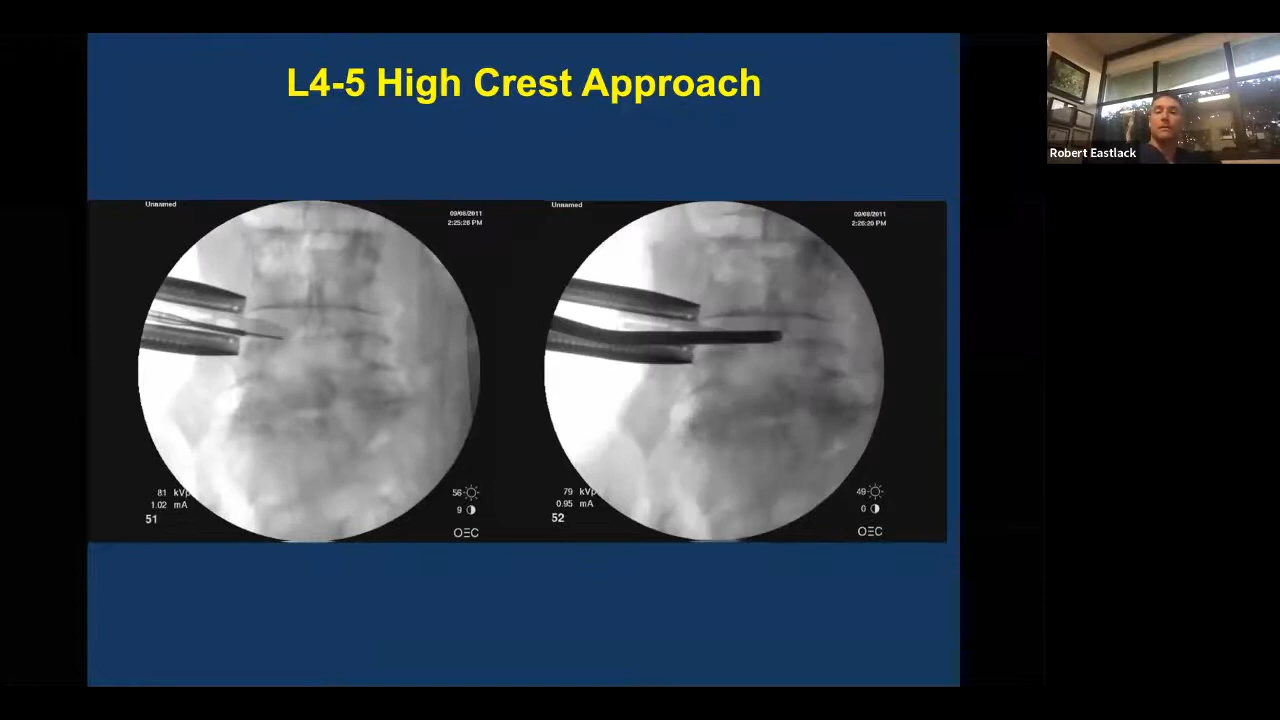 L4-5 High Crest Approach
Robert Eastlack
Unnamed
09/08/2011
2:25:26 PM
81 kVp
1.02 mA
51
56
9
OEC
Unnamed
09/08/2011
2:26:20 PM
79 kVp
0.95 mA
52
49
0
OEC